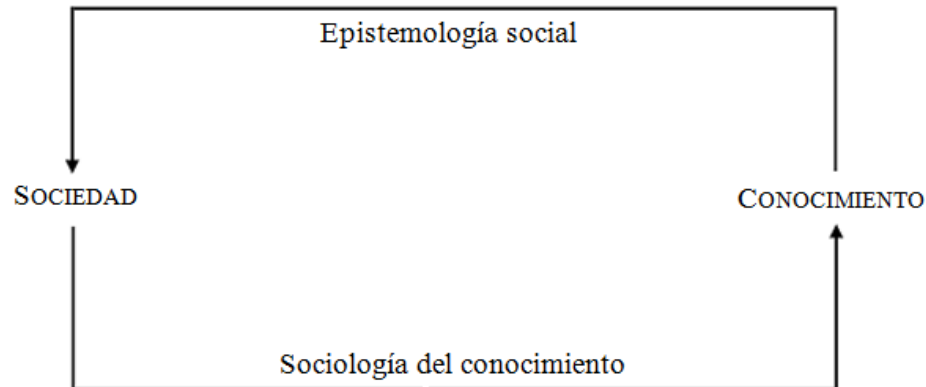 Epistemología social
SOCIEDAD
CONOCIMIENTO
Sociología del conocimiento